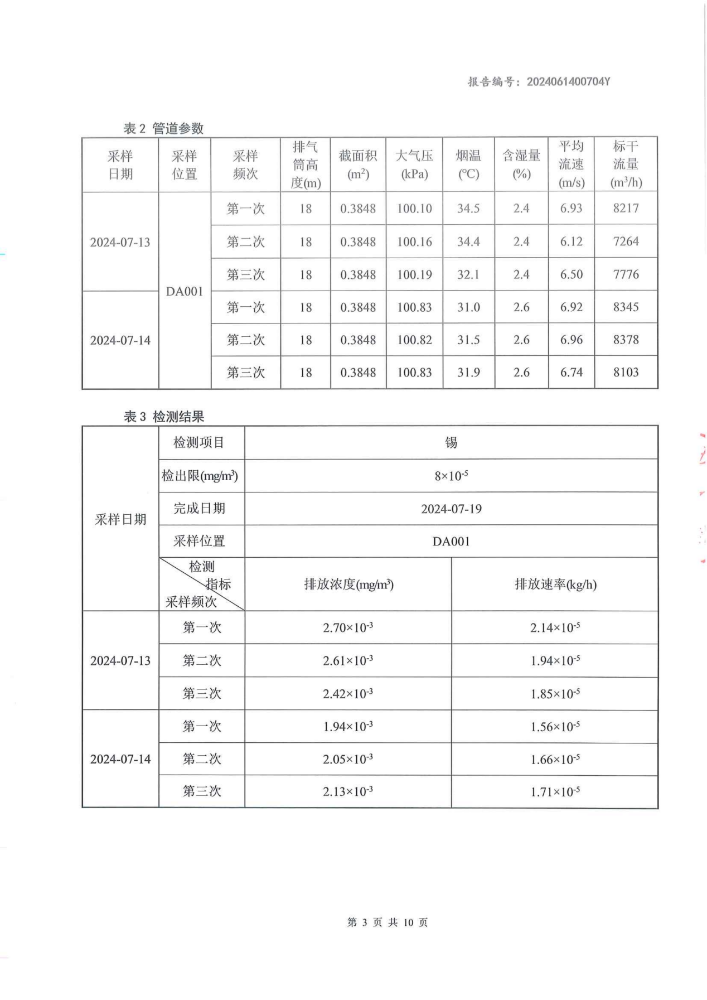 报告编号：2024061400704Y
表 2 管道参数
采样日期 采样位置 采样频次 排气筒高度(m) 截面积(m²) 大气压(kPa) 烟温(℃) 含湿量(%) 平均流速(m/s) 标干流量(m³/h)
2024-07-13 DA001 第一次 18 0.3848 100.10 34.5 2.4 6.93 8217
第二次 18 0.3848 100.16 34.4 2.4 6.12 7264
第三次 18 0.3848 100.19 32.1 2.4 6.50 7776
2024-07-14 第一次 18 0.3848 100.83 31.0 2.6 6.92 8345
第二次 18 0.3848 100.82 31.5 2.6 6.96 8378
第三次 18 0.3848 100.83 31.9 2.6 6.74 8103
表 3 检测结果
采样日期 检测项目 锡
检出限(mg/m³) 8×10⁻⁵
完成日期 2024-07-19
采样位置 DA001
检测指标 采样频次 排放浓度(mg/m³) 排放速率(kg/h)
2024-07-13 第一次 2.70×10⁻³ 2.14×10⁻⁵
第二次 2.61×10⁻³ 1.94×10⁻⁵
第三次 2.42×10⁻³ 1.85×10⁻⁵
2024-07-14 第一次 1.94×10⁻³ 1.56×10⁻⁵
第二次 2.05×10⁻³ 1.66×10⁻⁵
第三次 2.13×10⁻³ 1.71×10⁻⁵
第 3 页 共 10 页